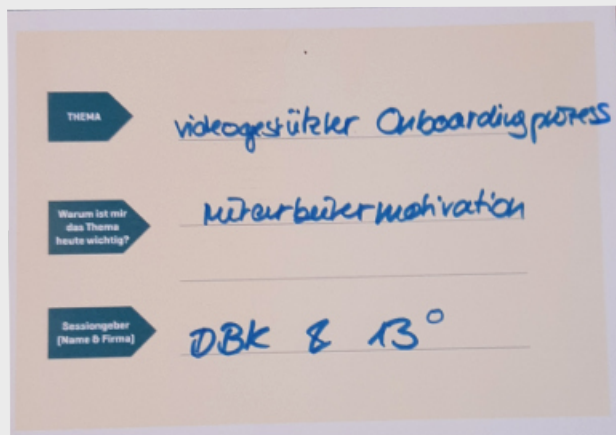 THEMA
videogestützter Onboardingprozess
Warum ist mir
das Thema
heute wichtig?
Mitarbeitermotivation
Sessiongeber
(Name & Firma)
DBK & 13°